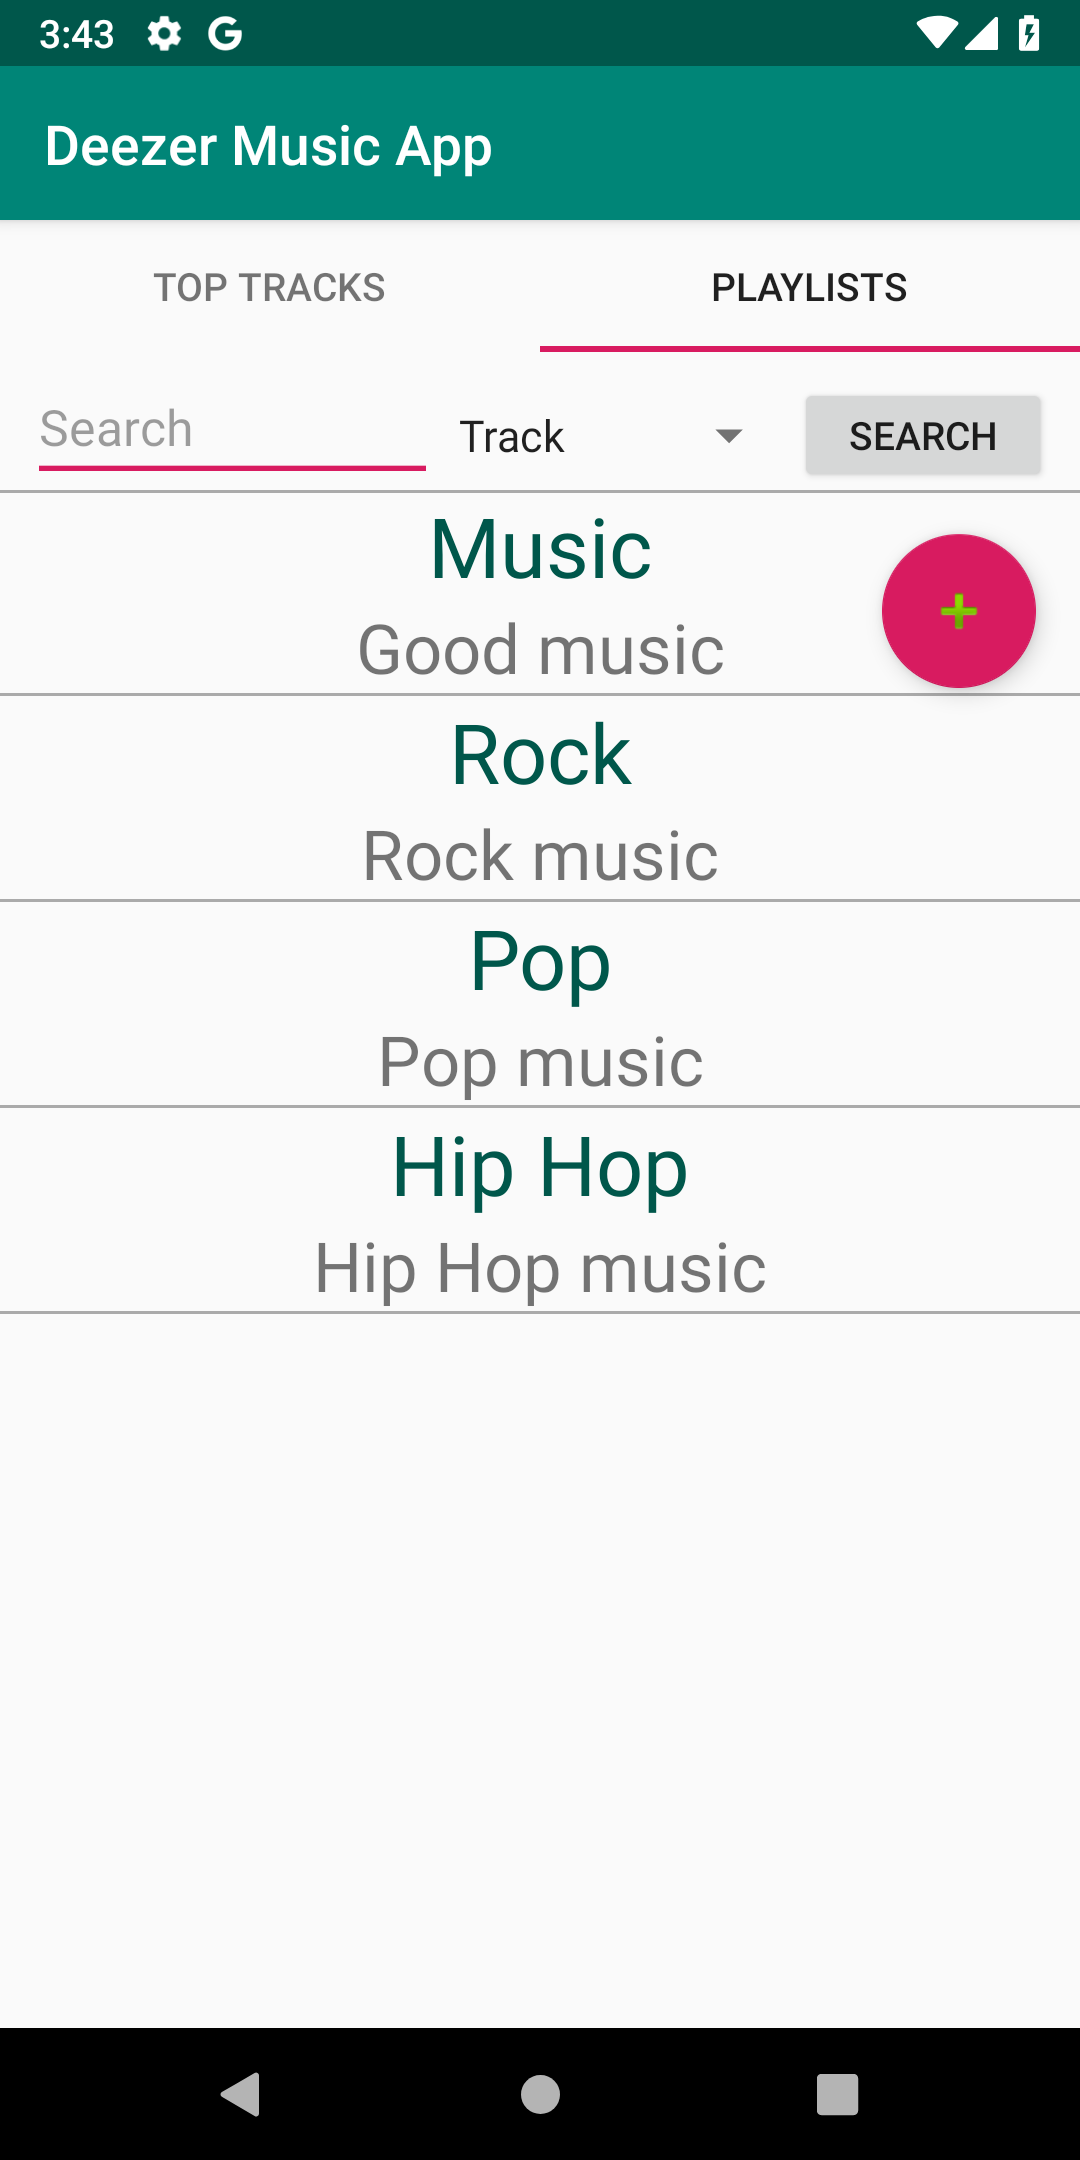 3:43
Deezer Music App
TOP TRACKS PLAYLISTS
Search Track SEARCH
Music
Good music
Rock
Rock music
Pop
Pop music
Hip Hop
Hip Hop music